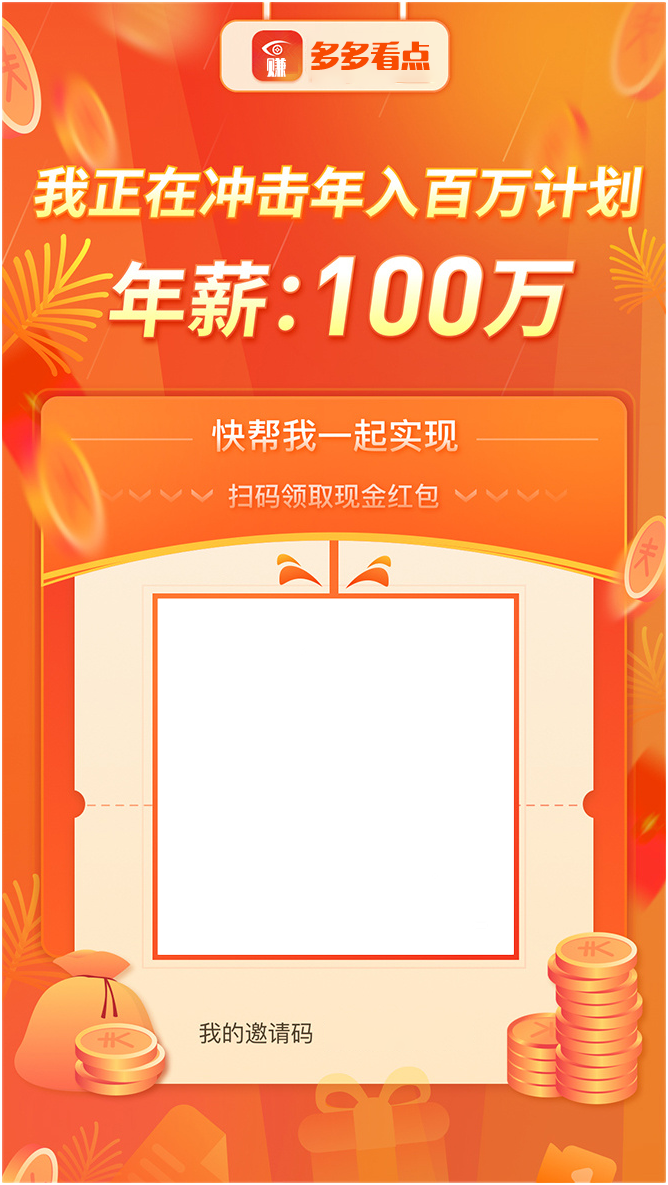 赚 多多看点
我正在冲击年入百万计划
年薪:100万
快帮我一起实现
扫码领取现金红包
我的邀请码